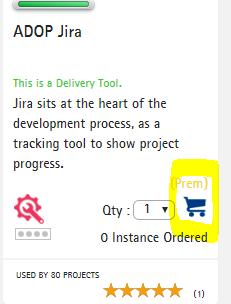 ADOP Jira
This is a Delivery Tool.
Jira sits at the heart of the
development process, as a
tracking tool to show project
progress.
(Prem)
Qty : 1
0 Instance Ordered
USED BY 80 PROJECTS
(1)